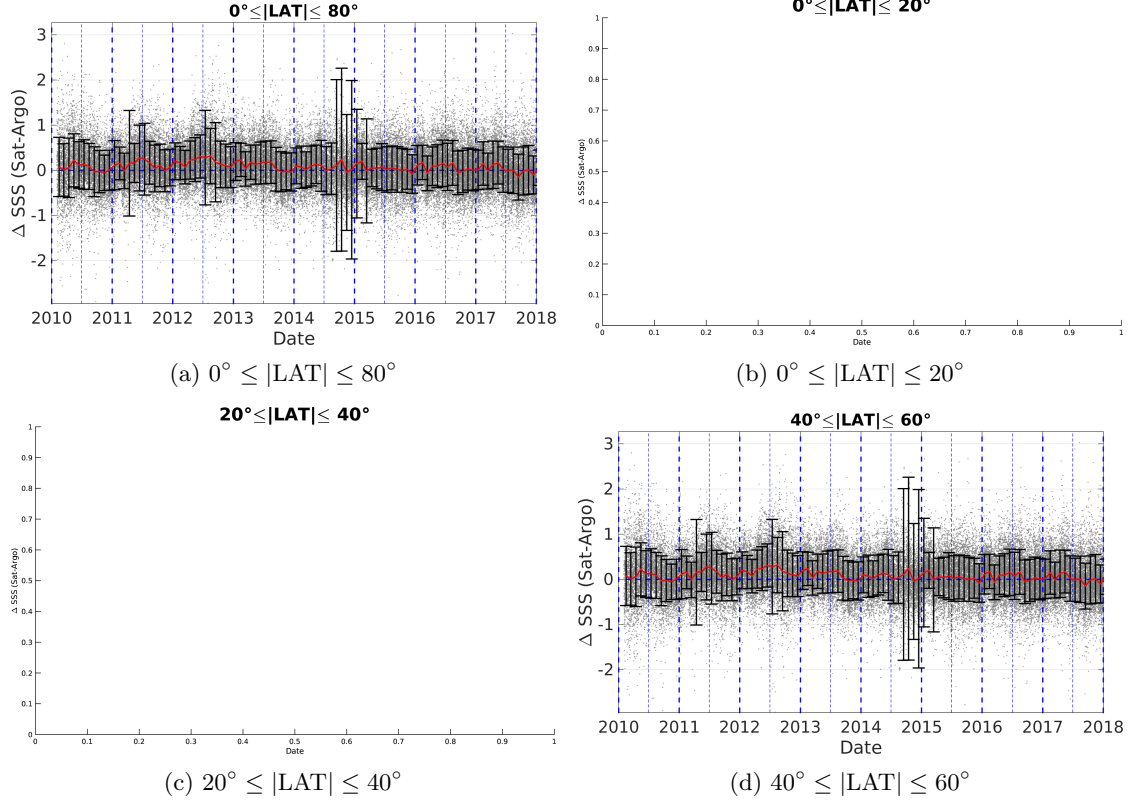 0°≤|LAT|≤ 80°
3
2
1
0
-1
-2
Δ SSS (Sat-Argo)
2010 2011 2012 2013 2014 2015 2016 2017 2018
Date
(a) 0° ≤ |LAT| ≤ 80°
0°≤|LAT|≤ 20°
1
0.9
0.8
0.7
0.6
0.5
0.4
0.3
0.2
0.1
0
Δ SSS (Sat-Argo)
0 0.1 0.2 0.3 0.4 0.5 0.6 0.7 0.8 0.9 1
Date
(b) 0° ≤ |LAT| ≤ 20°
20°≤|LAT|≤ 40°
1
0.9
0.8
0.7
0.6
0.5
0.4
0.3
0.2
0.1
0
Δ SSS (Sat-Argo)
0 0.1 0.2 0.3 0.4 0.5 0.6 0.7 0.8 0.9 1
Date
(c) 20° ≤ |LAT| ≤ 40°
40°≤|LAT|≤ 60°
3
2
1
0
-1
-2
Δ SSS (Sat-Argo)
2010 2011 2012 2013 2014 2015 2016 2017 2018
Date
(d) 40° ≤ |LAT| ≤ 60°